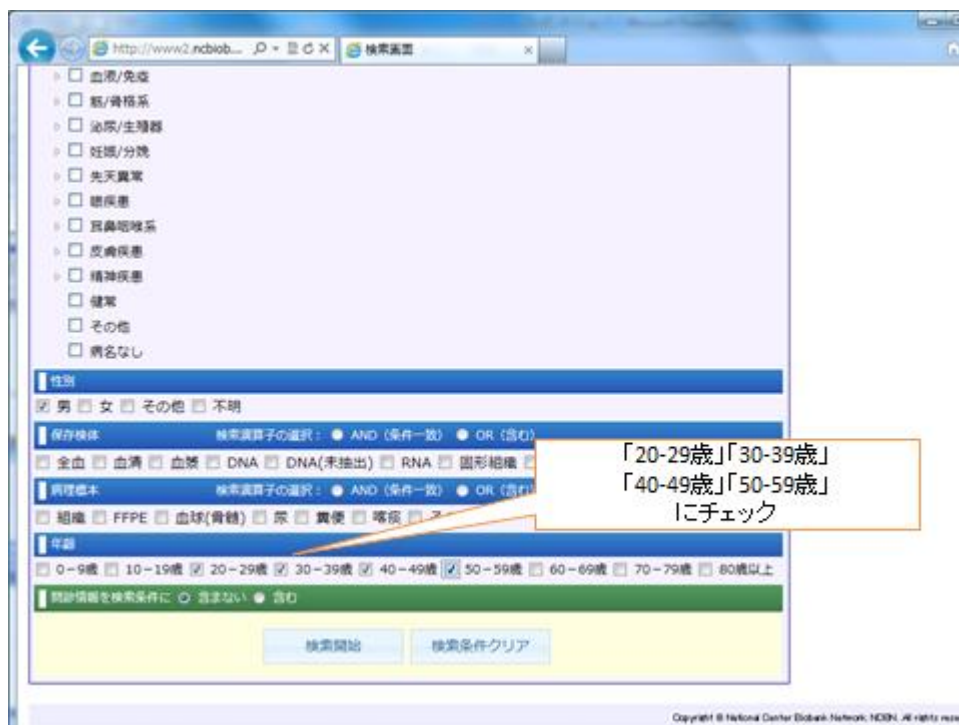 http://www2.ncbiob...
検索画面
血液/免疫
筋/骨格系
泌尿/生殖器
妊娠/分娩
先天異常
眼疾患
耳鼻咽喉系
皮膚疾患
精神疾患
健常
その他
病名なし
性別
男 女 その他 不明
保存検体 検索演算子の選択: AND (条件一致) OR (含む)
全血 血清 血漿 DNA DNA(未抽出) RNA 固形組織
病理標本 検索演算子の選択: AND (条件一致) OR (含む)
組織 FFPE 血球(骨髄) 尿 糞便 喀痰
「20-29歳」「30-39歳」
「40-49歳」「50-59歳」
にチェック
年齢
0-9歳 10-19歳 20-29歳 30-39歳 40-49歳 50-59歳 60-69歳 70-79歳 80歳以上
問診情報を検索条件に 含まない 含む
検索開始 検索条件クリア
Copyright © National Center Biobank Network, NCBN. All rights rese